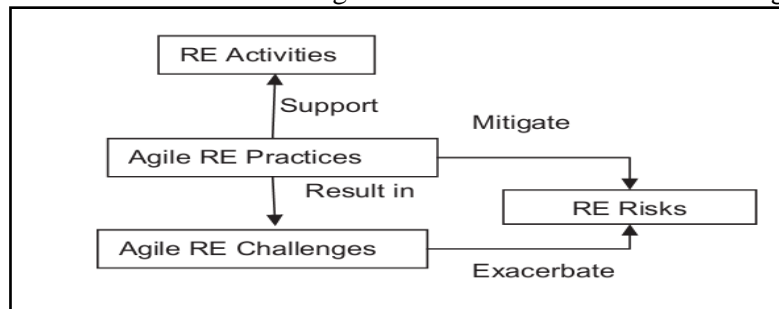 RE Activities
Support
Mitigate
Agile RE Practices
Result in
RE Risks
Agile RE Challenges
Exacerbate